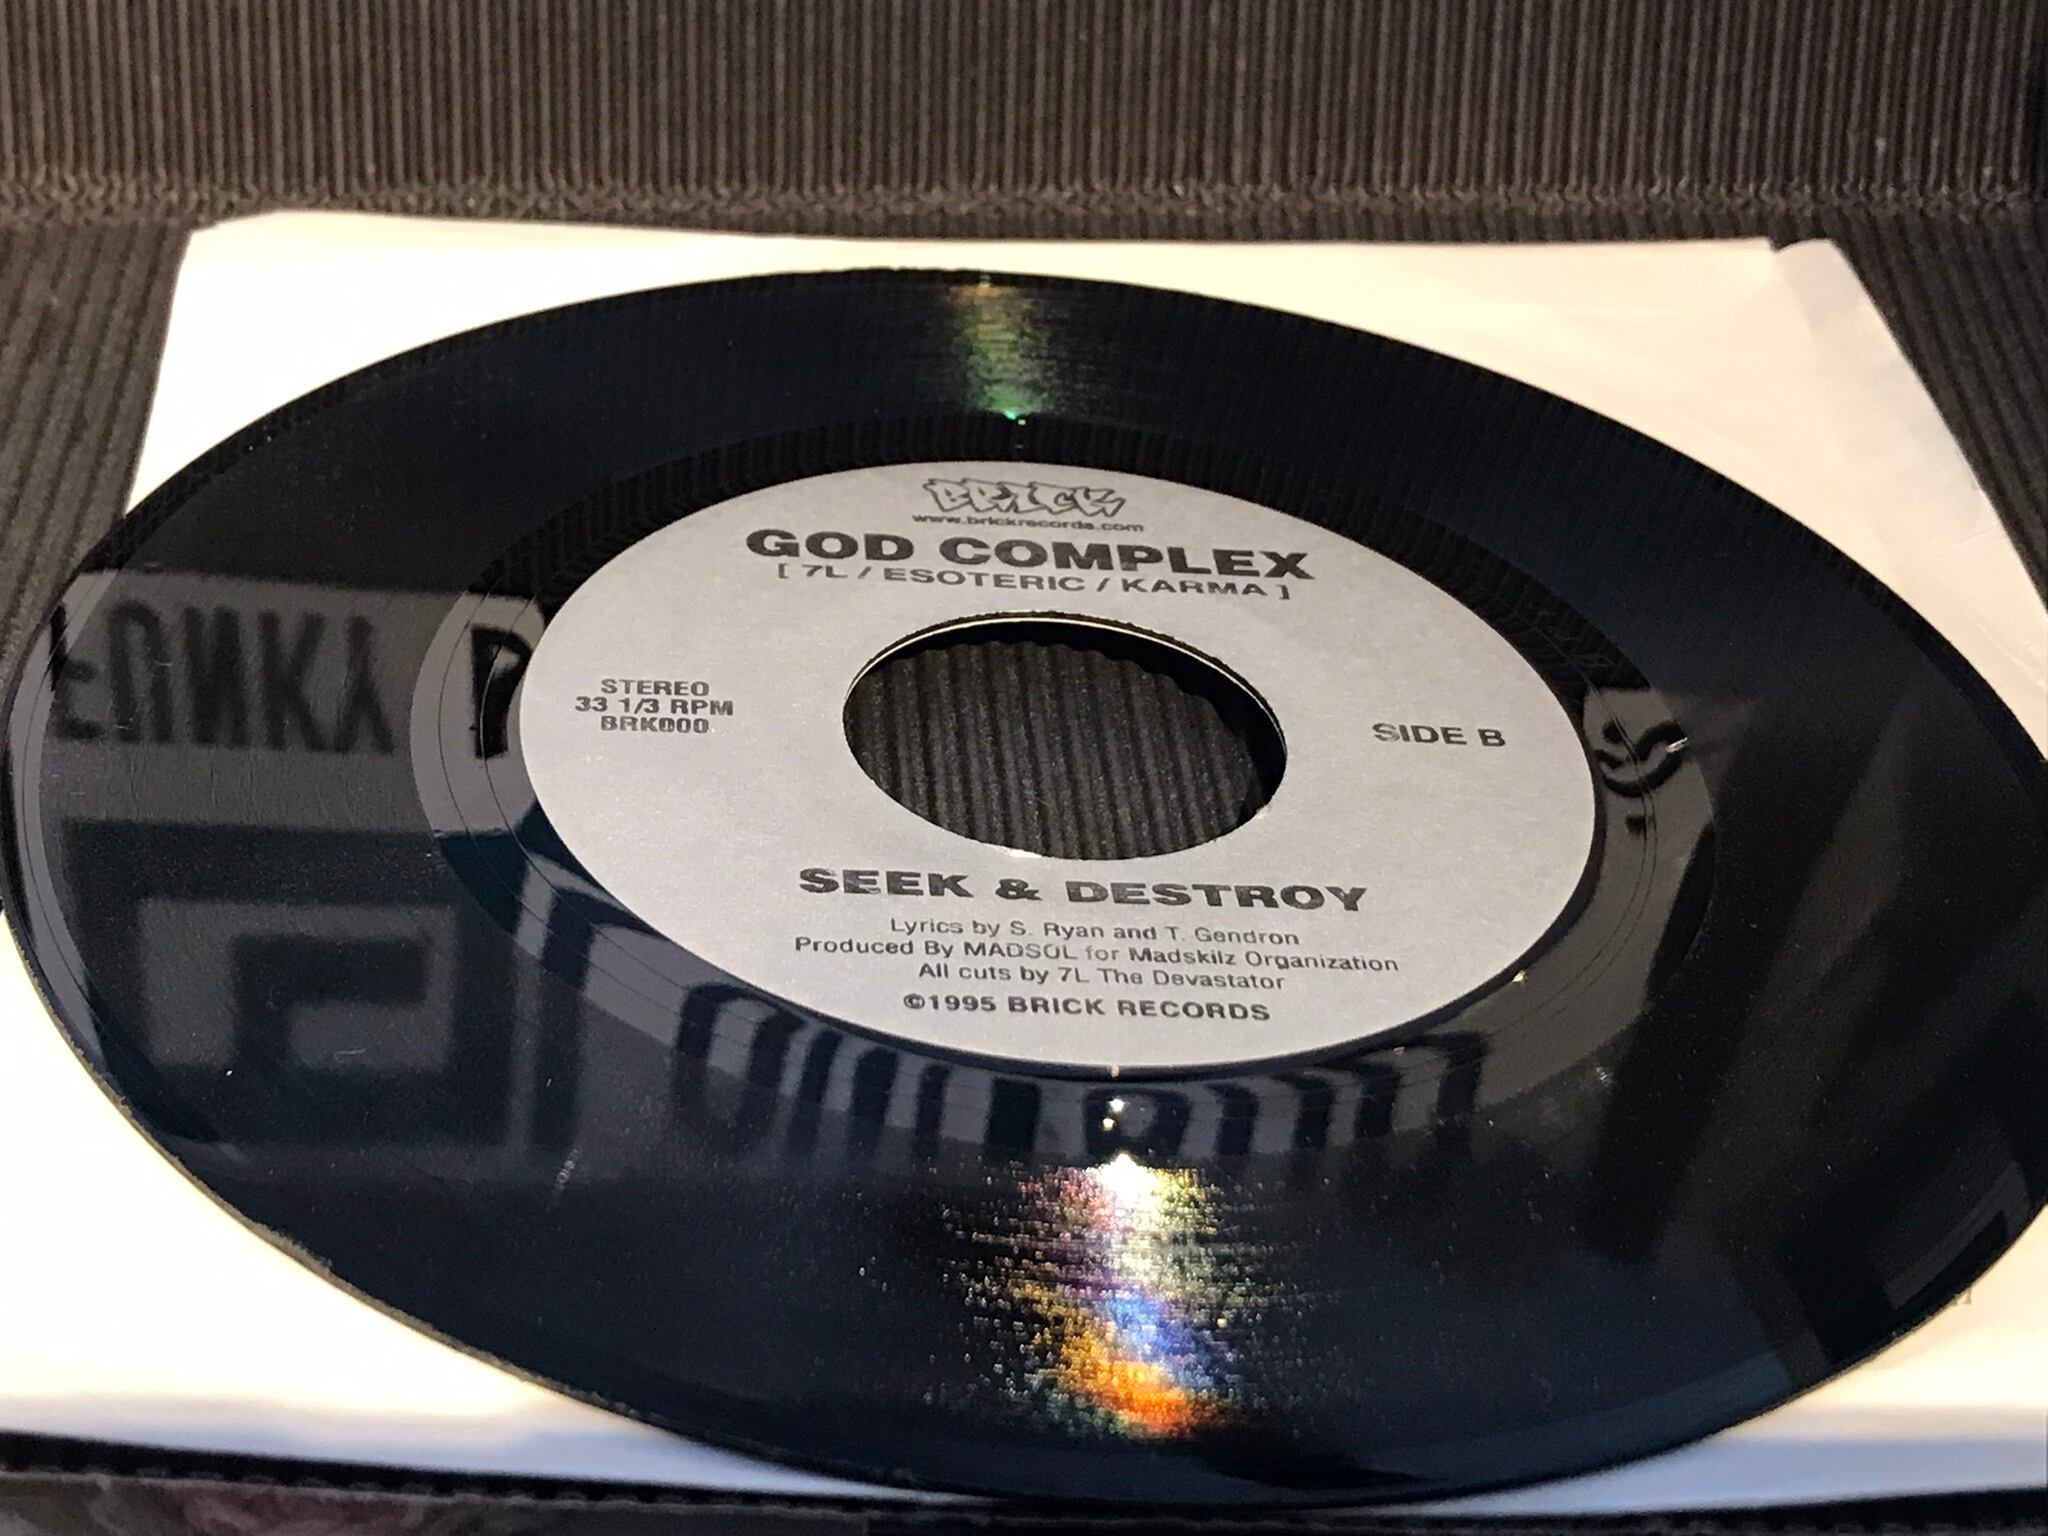 BRICK
www.brickrecords.com
GOD COMPLEX
[ 7L / ESOTERIC / KARMA ]
STEREO
33 1/3 RPM
BRK000
SIDE B
SEEK & DESTROY
Lyrics by S. Ryan and T. Gendron
Produced By MADSOL for Madskilz Organization
All cuts by 7L The Devastator
©1995 BRICK RECORDS